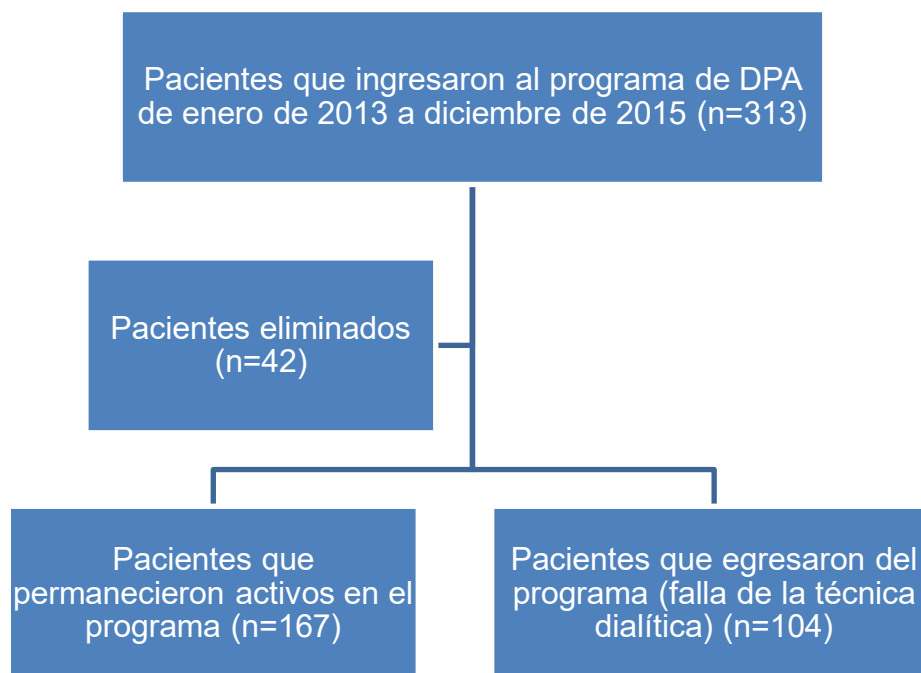 Pacientes que ingresaron al programa de DPA
de enero de 2013 a diciembre de 2015 (n=313)
Pacientes eliminados
(n=42)
Pacientes que
permanecieron activos en el
programa (n=167)
Pacientes que egresaron del
programa (falla de la técnica
dialítica) (n=104)